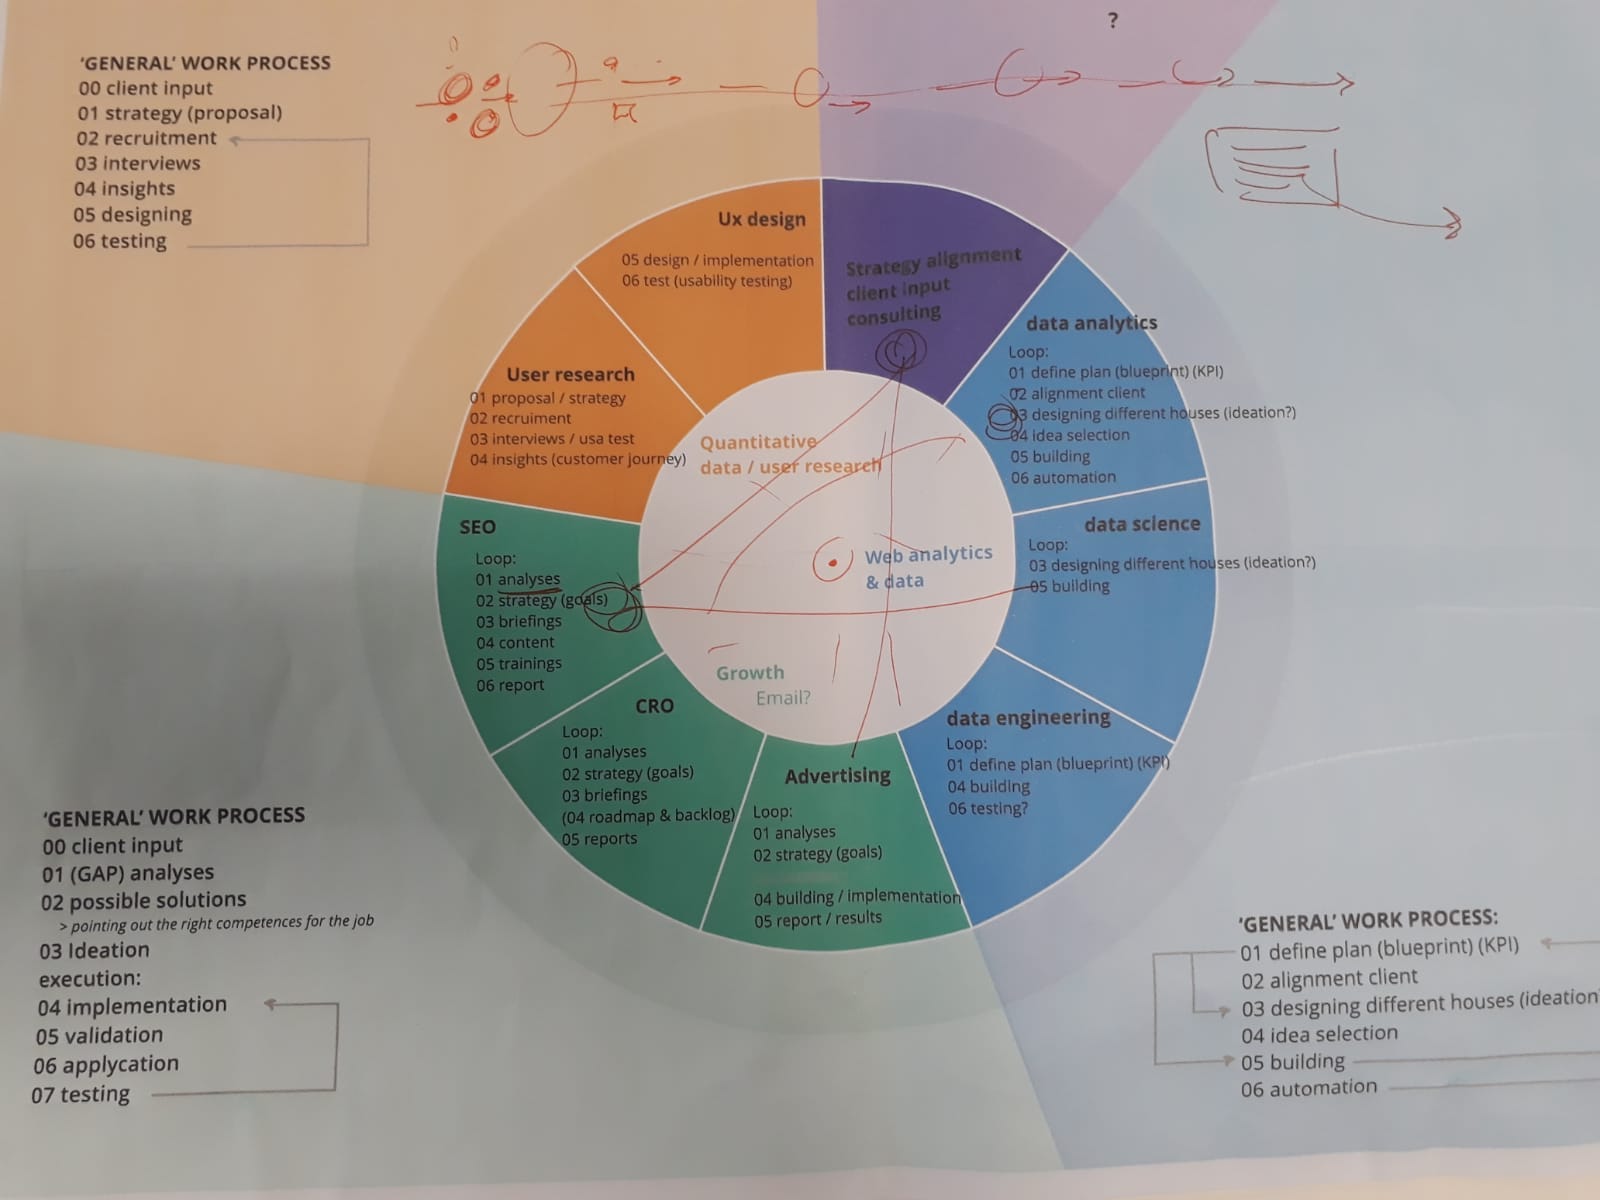 ?
‘GENERAL’ WORK PROCESS
00 client input
01 strategy (proposal)
02 recruitment
03 interviews
04 insights
05 designing
06 testing
Ux design
05 design / implementation
06 test (usability testing)
Strategy alignment
client input
consulting
data analytics
Loop:
01 define plan (blueprint) (KPI)
02 alignment client
03 designing different houses (ideation?)
04 idea selection
05 building
06 automation
User research
01 proposal / strategy
02 recruiment
03 interviews / usa test
04 insights (customer journey)
Quantitative
data / user research
Web analytics
& data
Growth
Email?
data science
Loop:
03 designing different houses (ideation?)
05 building
SEO
Loop:
01 analyses
02 strategy (goals)
03 briefings
04 content
05 trainings
06 report
CRO
Loop:
01 analyses
02 strategy (goals)
03 briefings
(04 roadmap & backlog)
05 reports
Advertising
Loop:
01 analyses
02 strategy (goals)
04 building / implementation
05 report / results
data engineering
Loop:
01 define plan (blueprint) (KPI)
04 building
06 testing?
‘GENERAL’ WORK PROCESS
00 client input
01 (GAP) analyses
02 possible solutions
> pointing out the right competences for the job
03 Ideation
execution:
04 implementation
05 validation
06 applycation
07 testing
‘GENERAL’ WORK PROCESS:
01 define plan (blueprint) (KPI)
02 alignment client
03 designing different houses (ideation
04 idea selection
05 building
06 automation